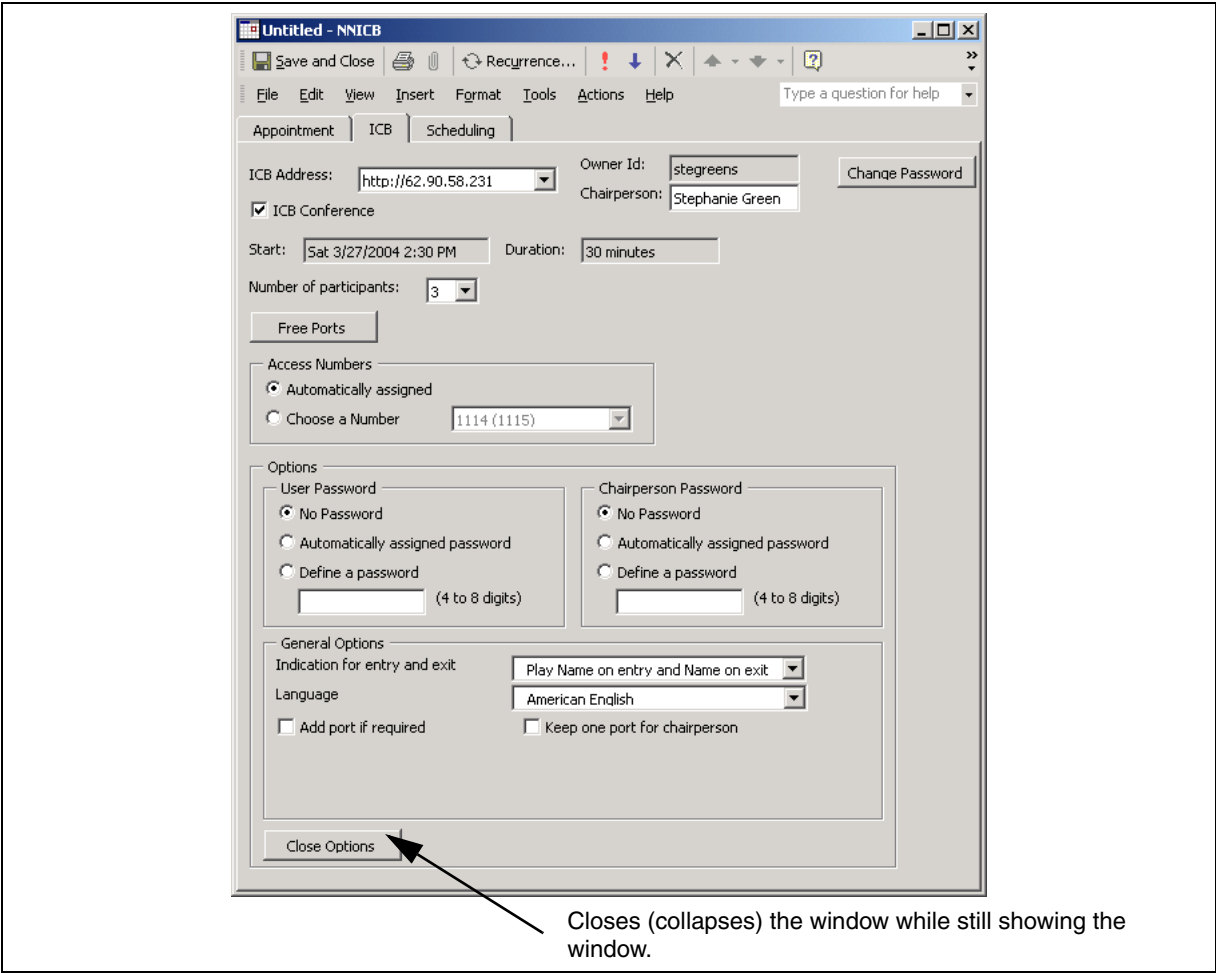 Untitled - NNICB
Save and Close Recurrence...
File Edit View Insert Format Tools Actions Help Type a question for help
Appointment ICB Scheduling
ICB Address: http://62.90.58.231 Owner Id: stegreens Change Password
Chairperson: Stephanie Green
ICB Conference
Start: Sat 3/27/2004 2:30 PM Duration: 30 minutes
Number of participants: 3
Free Ports
Access Numbers
Automatically assigned
Choose a Number 1114 (1115)
Options
User Password Chairperson Password
No Password No Password
Automatically assigned password Automatically assigned password
Define a password Define a password
(4 to 8 digits) (4 to 8 digits)
General Options
Indication for entry and exit Play Name on entry and Name on exit
Language American English
Add port if required Keep one port for chairperson
Close Options
Closes (collapses) the window while still showing the
window.